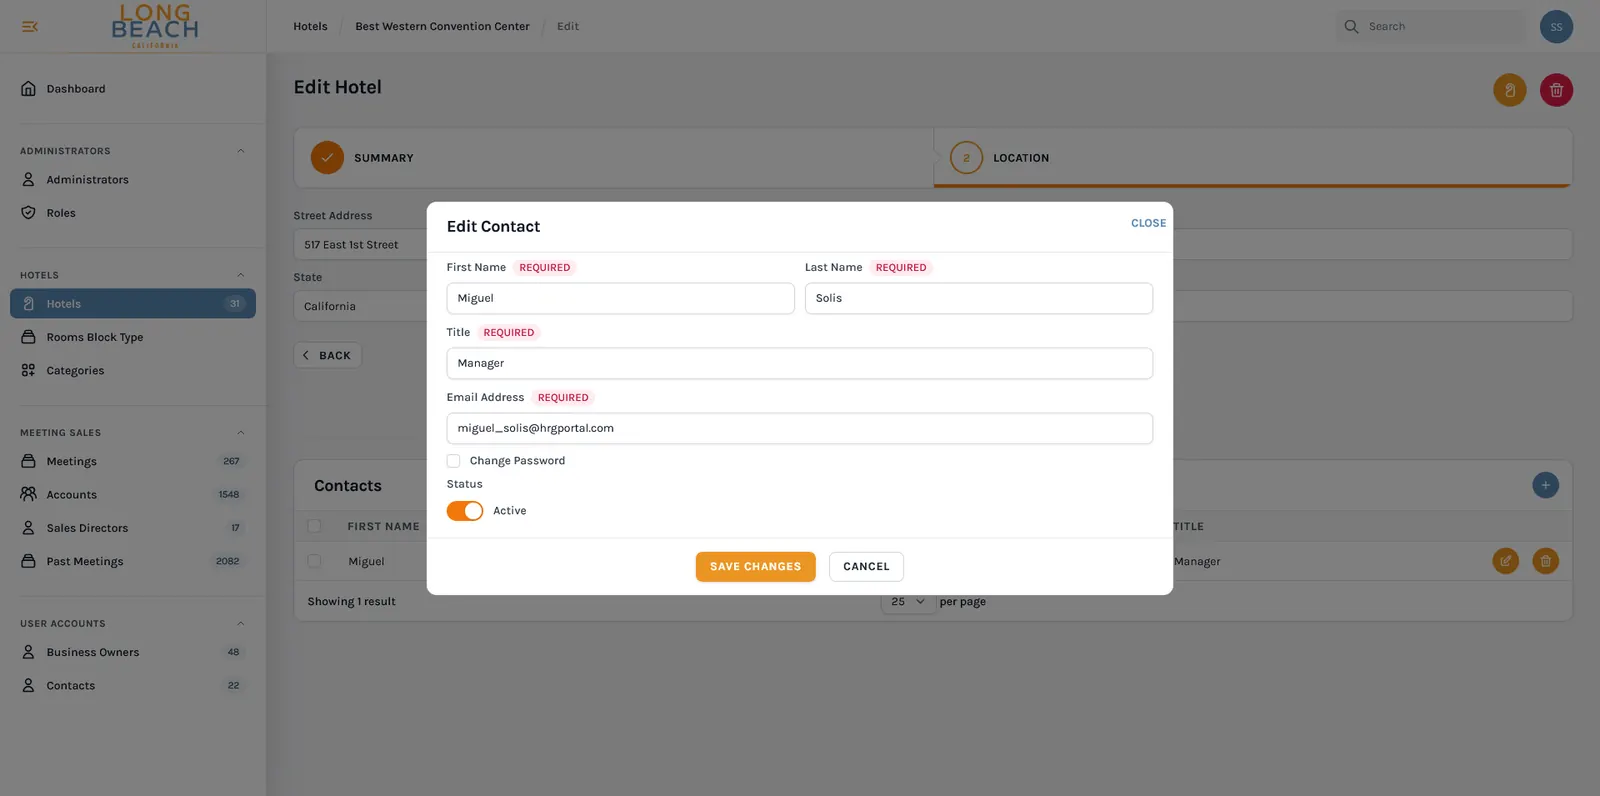 LONG
BEACH
CALIFORNIA
Hotels
Best Western Convention Center
Edit
Search
SS
Dashboard
ADMINISTRATORS
Administrators
Roles
HOTELS
Hotels 31
Rooms Block Type
Categories
MEETING SALES
Meetings 267
Accounts 1548
Sales Directors 17
Past Meetings 2082
USER ACCOUNTS
Business Owners 48
Contacts 22
Edit Hotel
SUMMARY
2 LOCATION
Street Address
517 East 1st Street
State
California
BACK
Edit Contact
CLOSE
First Name REQUIRED
Last Name REQUIRED
Miguel
Solis
Title REQUIRED
Manager
Email Address REQUIRED
miguel_solis@hrgportal.com
Change Password
Status
Active
SAVE CHANGES
CANCEL
Contacts
FIRST NAME
TITLE
Miguel
Manager
Showing 1 result
25 per page